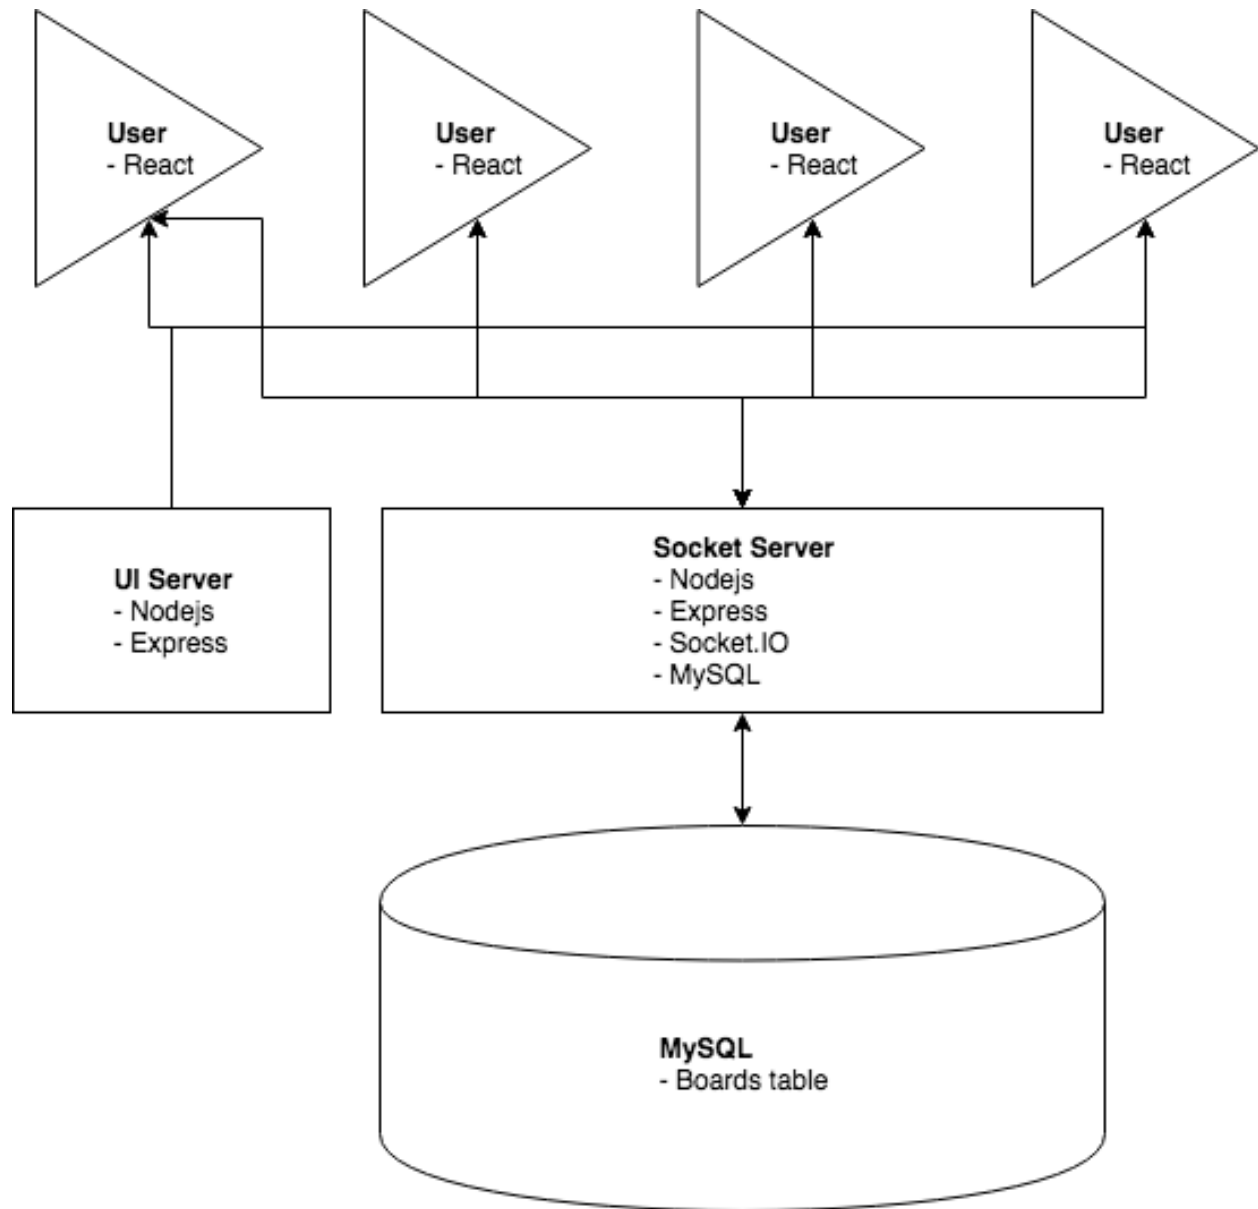 User
- React
User
- React
User
- React
User
- React
UI Server
- Nodejs
- Express
Socket Server
- Nodejs
- Express
- Socket.IO
- MySQL
MySQL
- Boards table